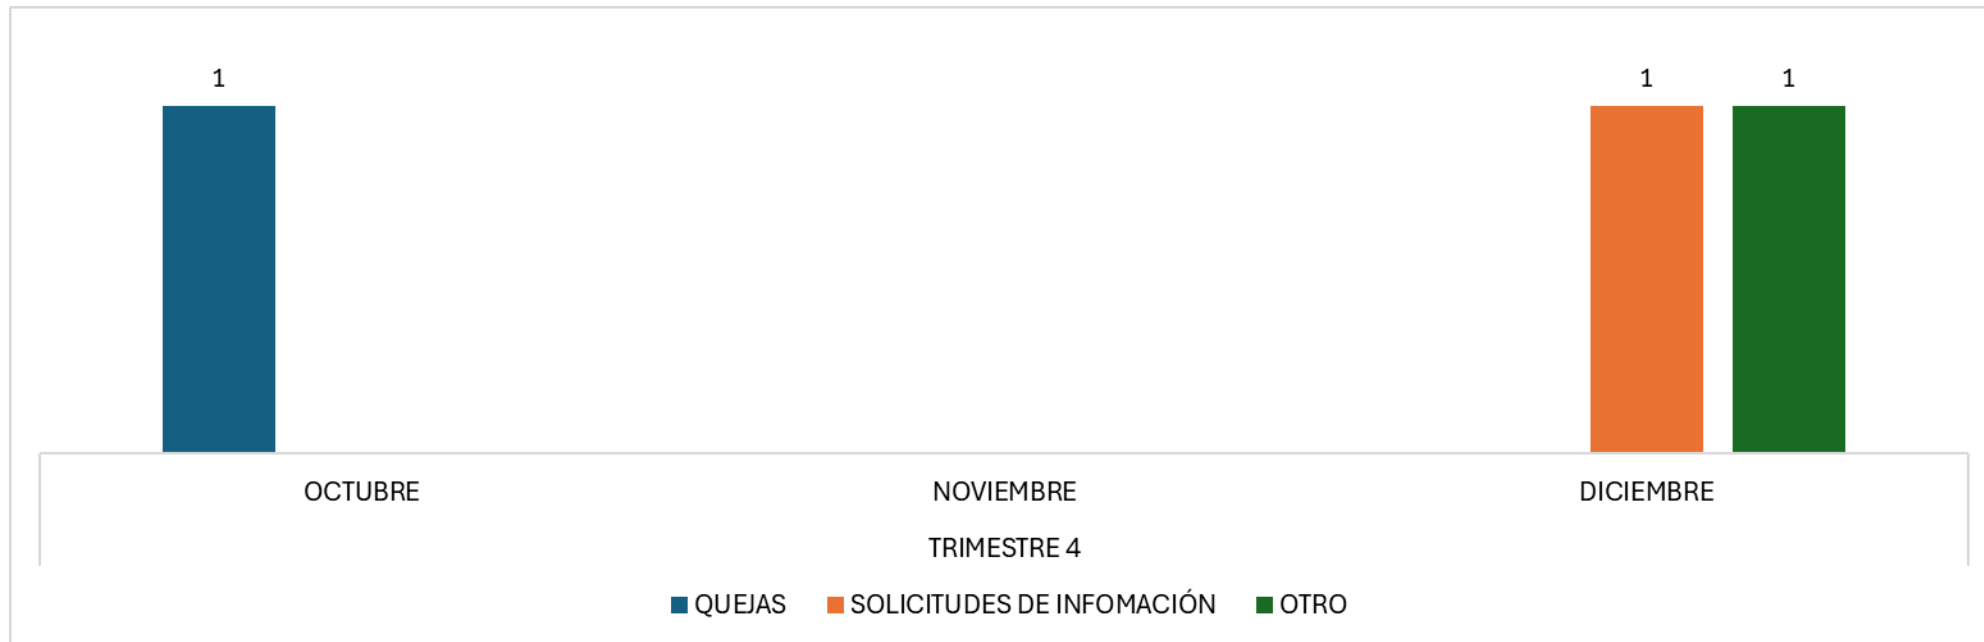 1 1 1
OCTUBRE NOVIEMBRE DICIEMBRE
TRIMESTRE 4
QUEJAS SOLICITUDES DE INFOMACIÓN OTRO